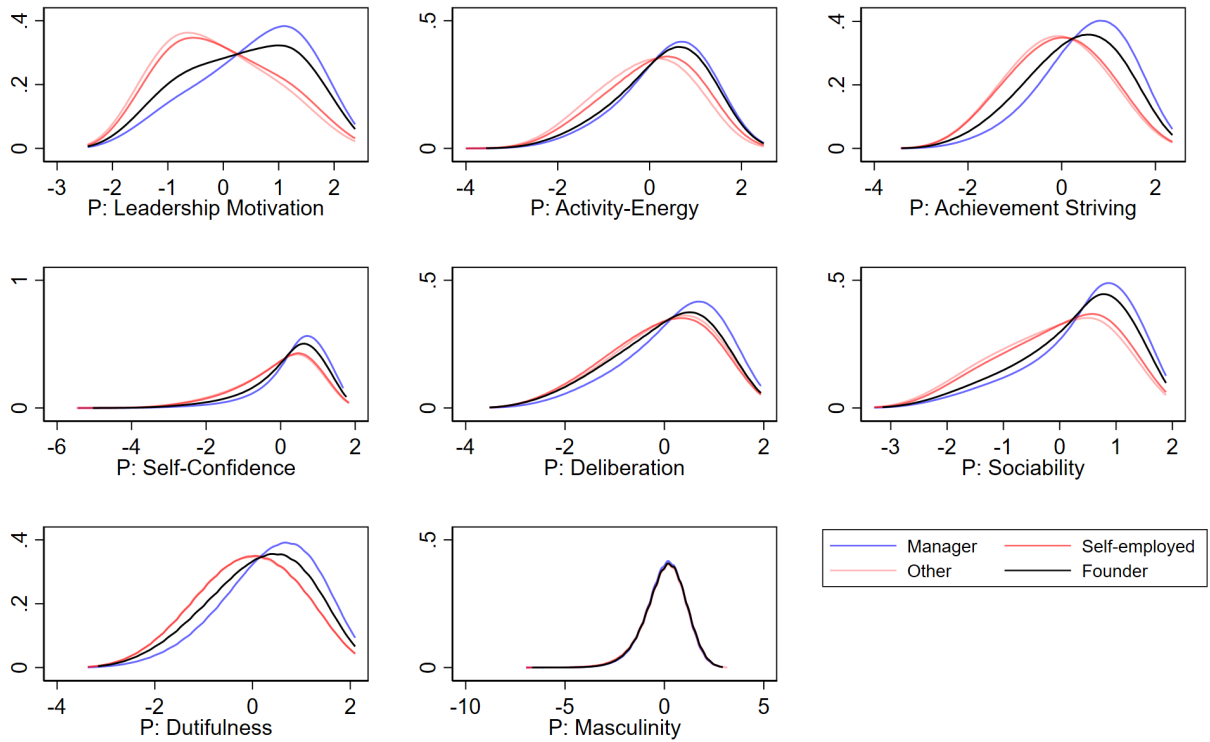 0 .2 .4
-3 -2 -1 0 1 2
P: Leadership Motivation
0 .5
-4 -2 0 2
P: Activity-Energy
0 .2 .4
-4 -2 0 2
P: Achievement Striving
0 1
-6 -4 -2 0 2
P: Self-Confidence
0 .5
-4 -2 0 2
P: Deliberation
0 .5
-3 -2 -1 0 1 2
P: Sociability
0 .2 .4
-4 -2 0 2
P: Dutifulness
0 .5
-10 -5 0 5
P: Masculinity
Manager Self-employed
Other Founder